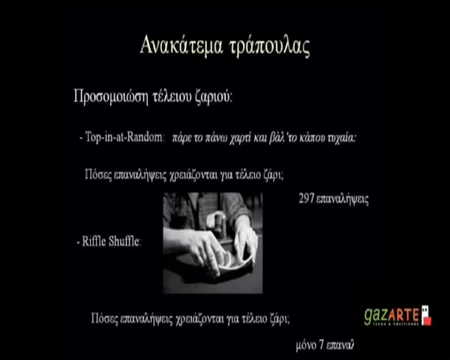 Ανακάτεμα τράπουλας
Προσομοίωση τέλειου ζαριού:
- Top-in-at-Random: πάρε το πάνω χαρτί και βάλ'το κάπου τυχαία:
Πόσες επαναλήψεις χρειάζονται για τέλειο ζάρι;
297 επαναλήψεις
- Riffle Shuffle:
Πόσες επαναλήψεις χρειάζονται για τέλειο ζάρι;
μόνο 7 επαναλ
gazARTE